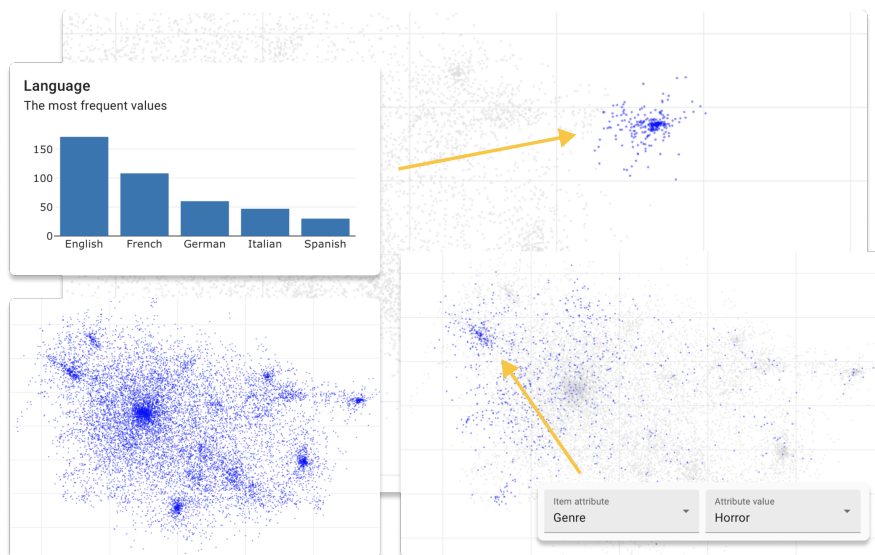 Language
The most frequent values
150
100
50
0
English French German Italian Spanish
Item attribute
Genre
Attribute value
Horror